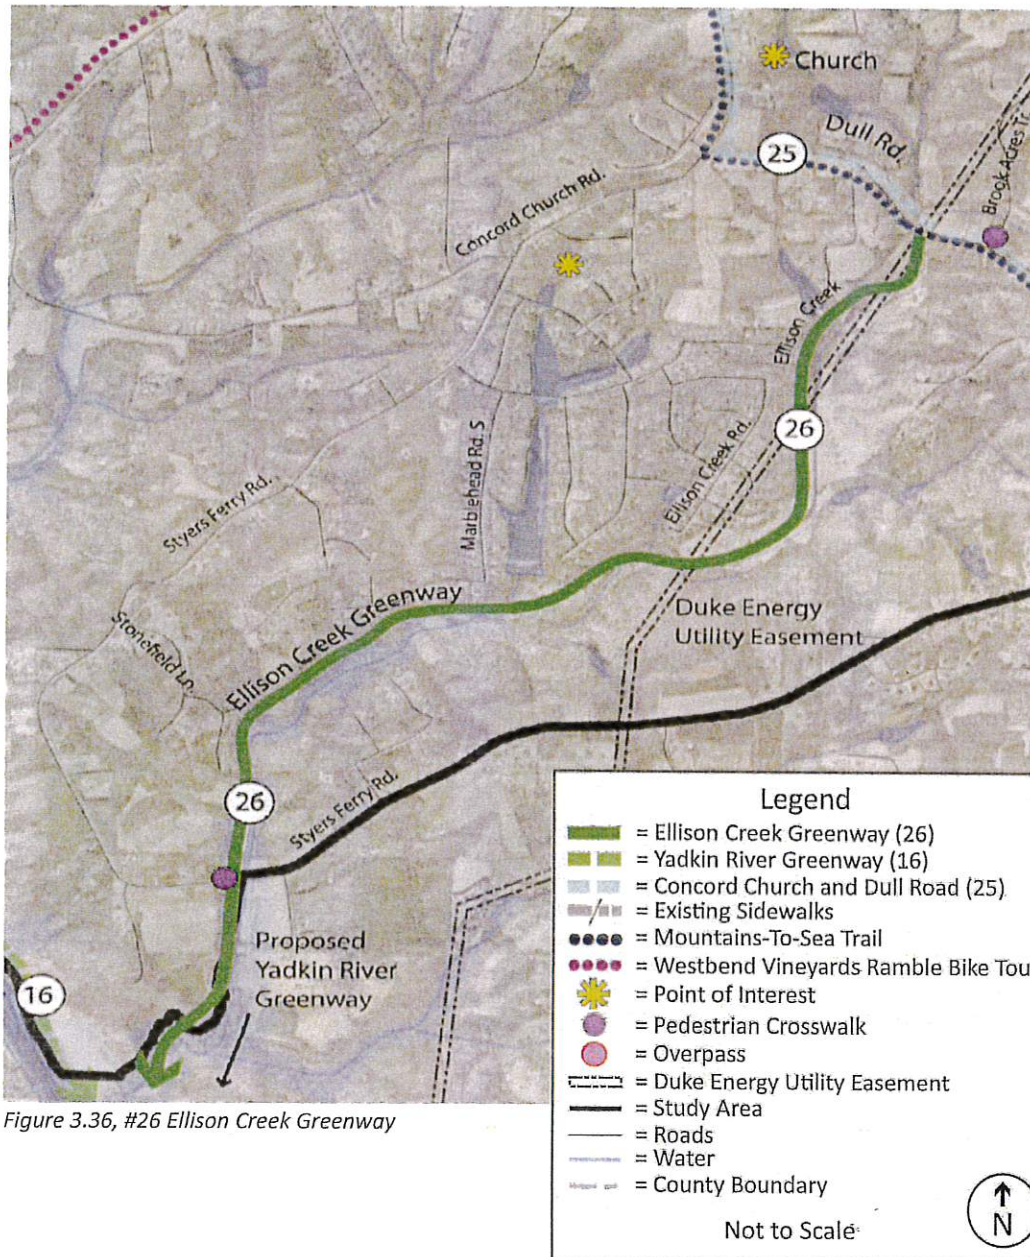 Church
Dull Rd.
25
Brook Acres Tr.
Concord Church Rd.
Ellison Creek
26
Ellison Creek Rd.
Marblehead Rd. S
Styers Ferry Rd.
Ellison Creek Greenway
Duke Energy
Utility Easement
Stonefield Ln.
26
Styers Ferry Rd.
Proposed
Yadkin River
Greenway
16
Legend
= Ellison Creek Greenway (26)
= Yadkin River Greenway (16)
= Concord Church and Dull Road (25)
= Existing Sidewalks
= Mountains-To-Sea Trail
= Westbend Vineyards Ramble Bike Tou
= Point of Interest
= Pedestrian Crosswalk
= Overpass
= Duke Energy Utility Easement
= Study Area
= Roads
= Water
= County Boundary
Not to Scale
N
Figure 3.36, #26 Ellison Creek Greenway